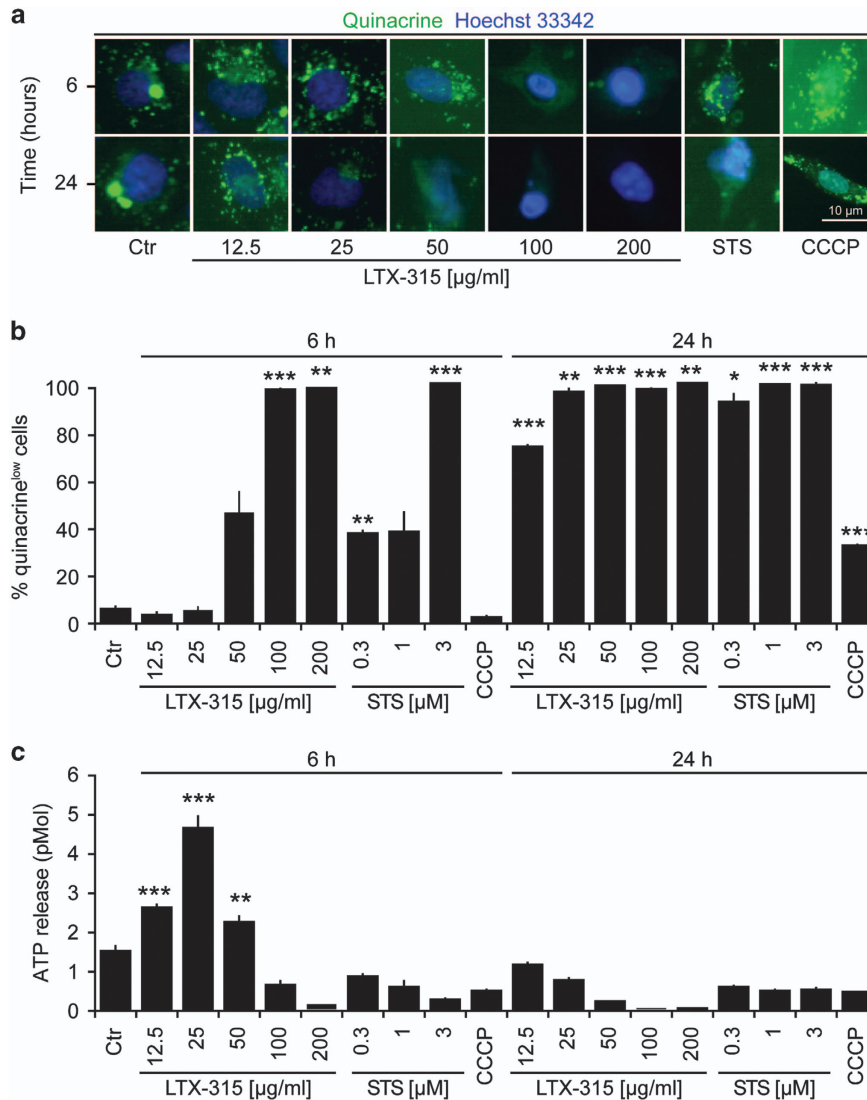 a
Quinacrine Hoechst 33342
Time (hours)
6
24
10 µm
Ctr 12.5 25 50 100 200 STS CCCP
LTX-315 [µg/ml]
b
6 h 24 h
% quinacrine^low cells
100
80
60
40
20
0
*** ** ** *** *** ** *** *** ** * *** *** ***
Ctr 12.5 25 50 100 200 0.3 1 3 CCCP 12.5 25 50 100 200 0.3 1 3 CCCP
LTX-315 [µg/ml] STS [µM] LTX-315 [µg/ml] STS [µM]
c
6 h 24 h
ATP release (pMol)
6
5
4
3
2
1
0
*** *** **
Ctr 12.5 25 50 100 200 0.3 1 3 CCCP 12.5 25 50 100 200 0.3 1 3 CCCP
LTX-315 [µg/ml] STS [µM] LTX-315 [µg/ml] STS [µM]